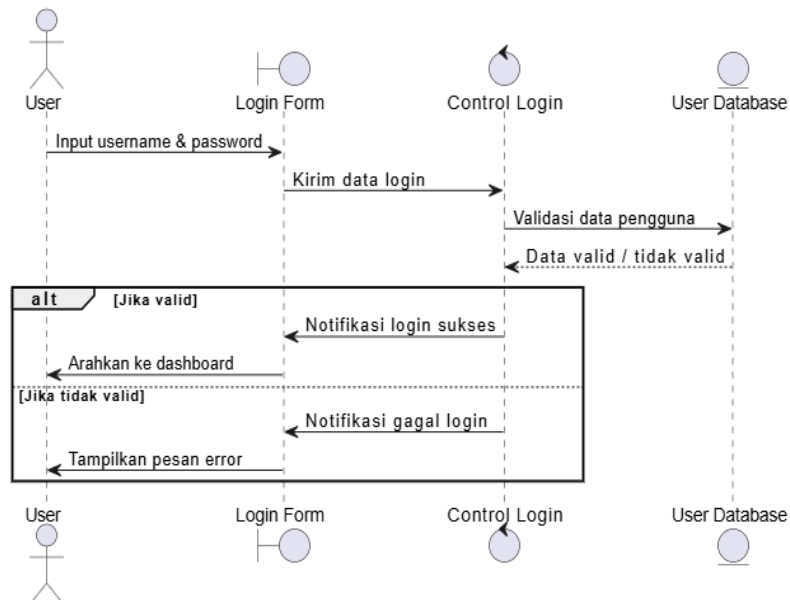 User
Login Form
Control Login
User Database
Input username & password
Kirim data login
Validasi data pengguna
Data valid / tidak valid
alt [Jika valid]
Notifikasi login sukses
Arahkan ke dashboard
[Jika tidak valid]
Notifikasi gagal login
Tampilkan pesan error
User
Login Form
Control Login
User Database